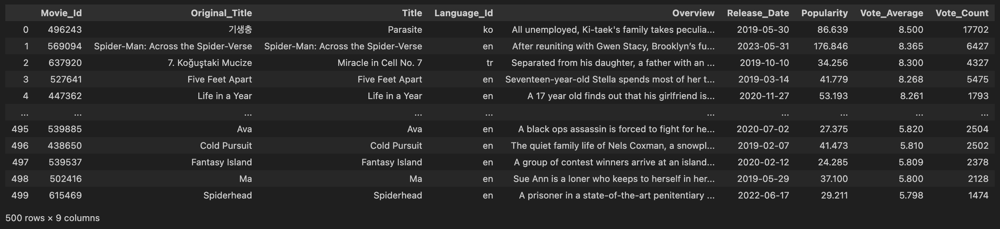 Movie_Id Original_Title Title Language_Id Overview Release_Date Popularity Vote_Average Vote_Count
0 496243 기생충 Parasite ko All unemployed, Ki-taek's family takes peculia... 2019-05-30 86.639 8.500 17702
1 569094 Spider-Man: Across the Spider-Verse Spider-Man: Across the Spider-Verse en After reuniting with Gwen Stacy, Brooklyn’s fu... 2023-05-31 176.846 8.365 6427
2 637920 7. Koğuştaki Mucize Miracle in Cell No. 7 tr Separated from his daughter, a father with an ... 2019-10-10 34.256 8.300 4327
3 527641 Five Feet Apart Five Feet Apart en Seventeen-year-old Stella spends most of her t... 2019-03-14 41.779 8.268 5475
4 447362 Life in a Year Life in a Year en A 17 year old finds out that his girlfriend is... 2020-11-27 53.193 8.261 1793
... ... ... ... ... ... ... ... ... ...
495 539885 Ava Ava en A black ops assassin is forced to fight for he... 2020-07-02 27.375 5.820 2504
496 438650 Cold Pursuit Cold Pursuit en The quiet family life of Nels Coxman, a snowpl... 2019-02-07 41.473 5.810 2502
497 539537 Fantasy Island Fantasy Island en A group of contest winners arrive at an island... 2020-02-12 24.285 5.809 2378
498 502416 Ma Ma en Sue Ann is a loner who keeps to herself in her... 2019-05-29 37.100 5.800 2128
499 615469 Spiderhead Spiderhead en A prisoner in a state-of-the-art penitentiary ... 2022-06-17 29.211 5.798 1474
500 rows × 9 columns